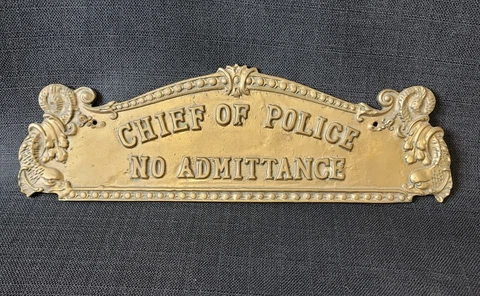 CHIEF OF POLICE
NO ADMITTANCE